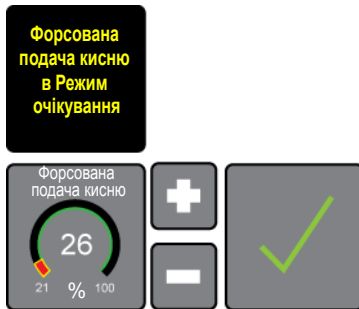 Форсована
подача кисню
в Режим
очікування
Форсована
подача кисню
26
21 % 100